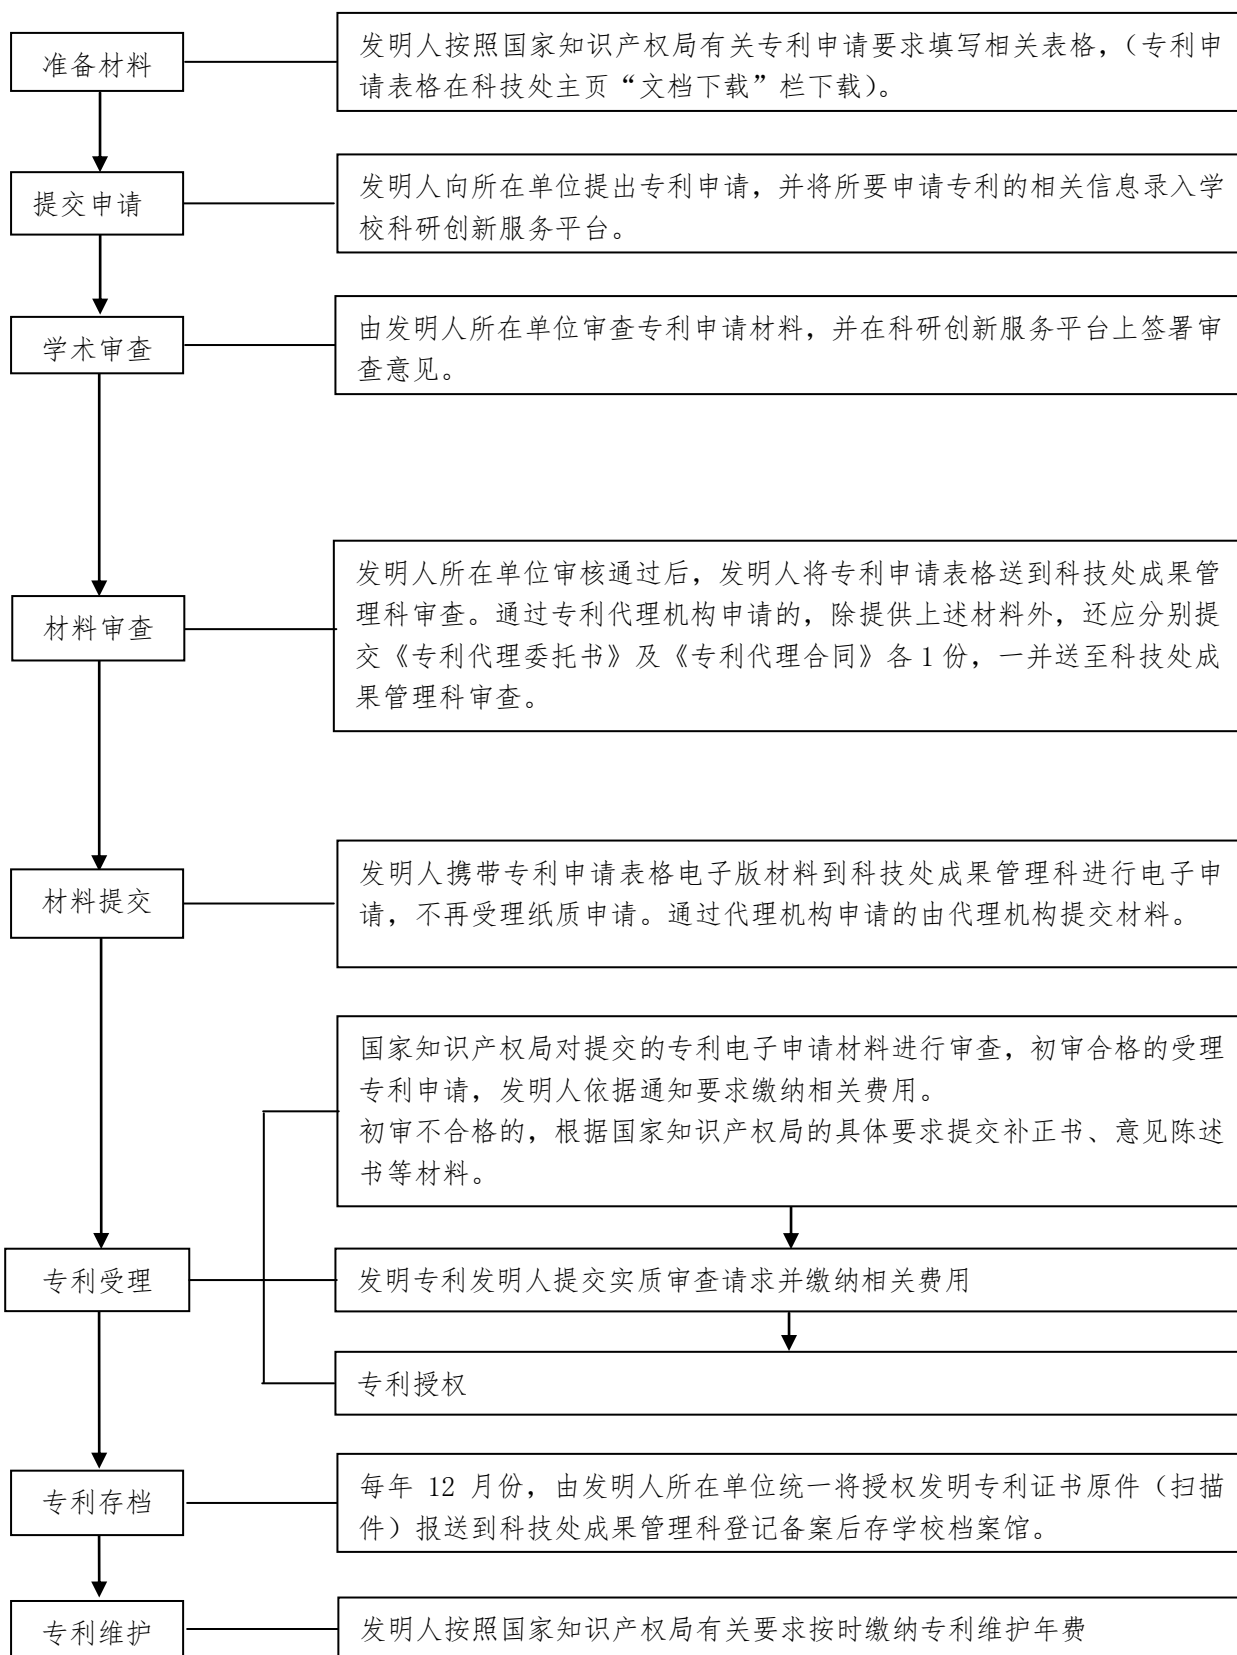 准备材料
发明人按照国家知识产权局有关专利申请要求填写相关表格，（专利申
请表格在科技处主页“文档下载”栏下载）。
提交申请
发明人向所在单位提出专利申请，并将所要申请专利的相关信息录入学
校科研创新服务平台。
学术审查
由发明人所在单位审查专利申请材料，并在科研创新服务平台上签署审
查意见。
材料审查
发明人所在单位审核通过后，发明人将专利申请表格送到科技处成果管
理科审查。通过专利代理机构申请的，除提供上述材料外，还应分别提
交《专利代理委托书》及《专利代理合同》各 1 份，一并送至科技处成
果管理科审查。
材料提交
发明人携带专利申请表格电子版材料到科技处成果管理科进行电子申
请，不再受理纸质申请。通过代理机构申请的由代理机构提交材料。
国家知识产权局对提交的专利电子申请材料进行审查，初审合格的受理
专利申请，发明人依据通知要求缴纳相关费用。
初审不合格的，根据国家知识产权局的具体要求提交补正书、意见陈述
书等材料。
专利受理
发明专利发明人提交实质审查请求并缴纳相关费用
专利授权
专利存档
每年 12 月份，由发明人所在单位统一将授权发明专利证书原件（扫描
件）报送到科技处成果管理科登记备案后存学校档案馆。
专利维护
发明人按照国家知识产权局有关要求按时缴纳专利维护年费